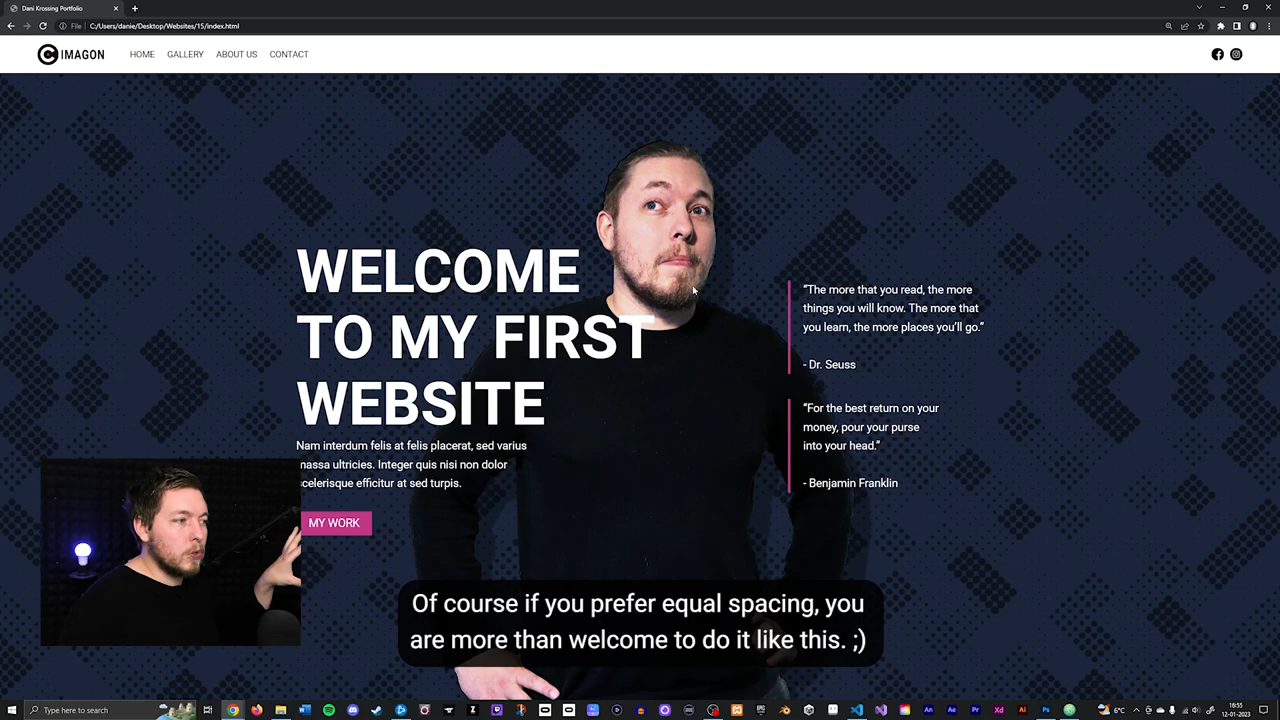 Dani Krossing Portfolio
File
C:/Users/danie/Desktop/Websites/15/index.html
C IMAGON
HOME
GALLERY
ABOUT US
CONTACT
WELCOME
TO MY FIRST
WEBSITE
Nam interdum felis at felis placerat, sed varius
massa ultricies. Integer quis nisi non dolor
scelerisque efficitur at sed turpis.
MY WORK
“The more that you read, the more
things you will know. The more that
you learn, the more places you’ll go.”
- Dr. Seuss
“For the best return on your
money, pour your purse
into your head.”
- Benjamin Franklin
Of course if you prefer equal spacing, you
are more than welcome to do it like this. ;)
Type here to search
6°C
16:55
12-01-2023